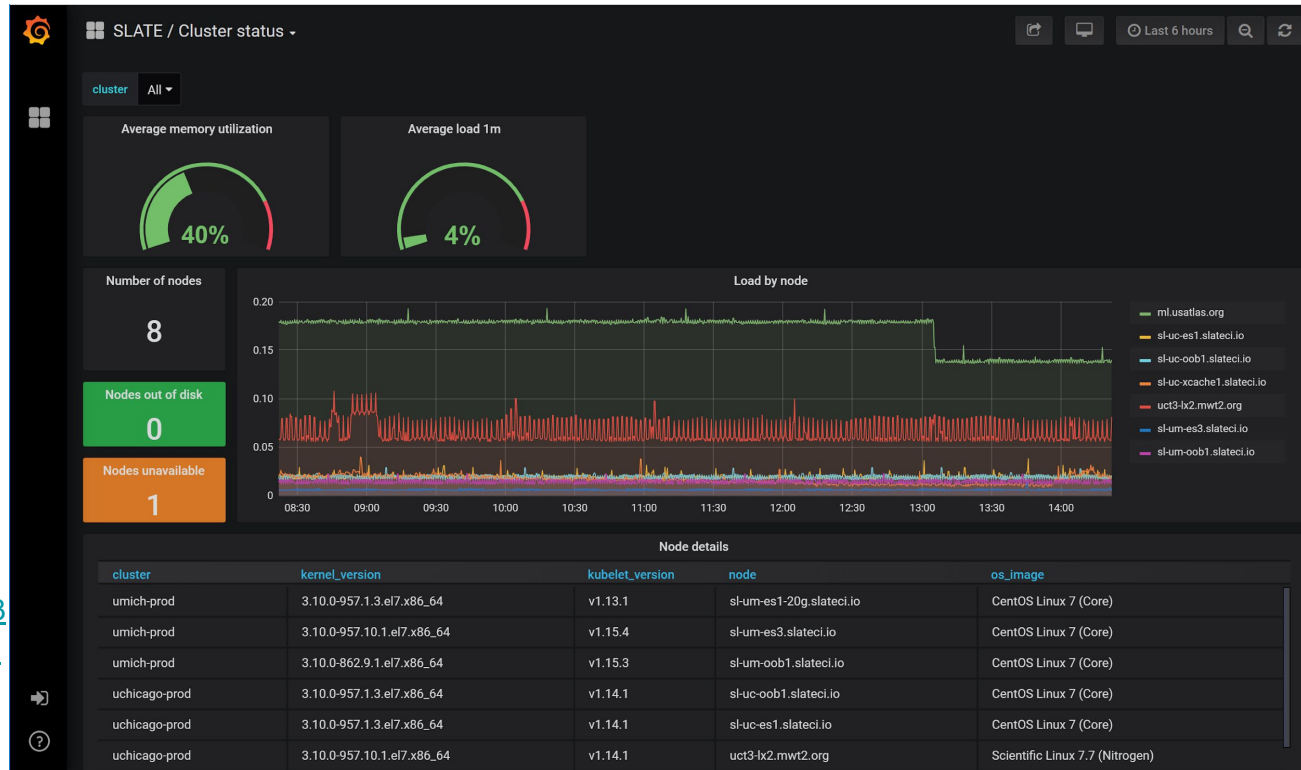 SLATE / Cluster status
Last 6 hours
cluster All
Average memory utilization
40%
Average load 1m
4%
Number of nodes
8
Nodes out of disk
0
Nodes unavailable
1
Load by node
0.20
0.15
0.10
0.05
0
08:30 09:00 09:30 10:00 10:30 11:00 11:30 12:00 12:30 13:00 13:30 14:00
ml.usatlas.org
sl-uc-es1.slateci.io
sl-uc-oob1.slateci.io
sl-uc-xcache1.slateci.io
uct3-lx2.mwt2.org
sl-um-es3.slateci.io
sl-um-oob1.slateci.io
Node details
cluster kernel_version kubelet_version node os_image
umich-prod 3.10.0-957.1.3.el7.x86_64 v1.13.1 sl-um-es1-20g.slateci.io CentOS Linux 7 (Core)
umich-prod 3.10.0-957.10.1.el7.x86_64 v1.15.4 sl-um-es3.slateci.io CentOS Linux 7 (Core)
umich-prod 3.10.0-862.9.1.el7.x86_64 v1.15.3 sl-um-oob1.slateci.io CentOS Linux 7 (Core)
uchicago-prod 3.10.0-957.1.3.el7.x86_64 v1.14.1 sl-uc-oob1.slateci.io CentOS Linux 7 (Core)
uchicago-prod 3.10.0-957.1.3.el7.x86_64 v1.14.1 sl-uc-es1.slateci.io CentOS Linux 7 (Core)
uchicago-prod 3.10.0-957.10.1.el7.x86_64 v1.14.1 uct3-lx2.mwt2.org Scientific Linux 7.7 (Nitrogen)